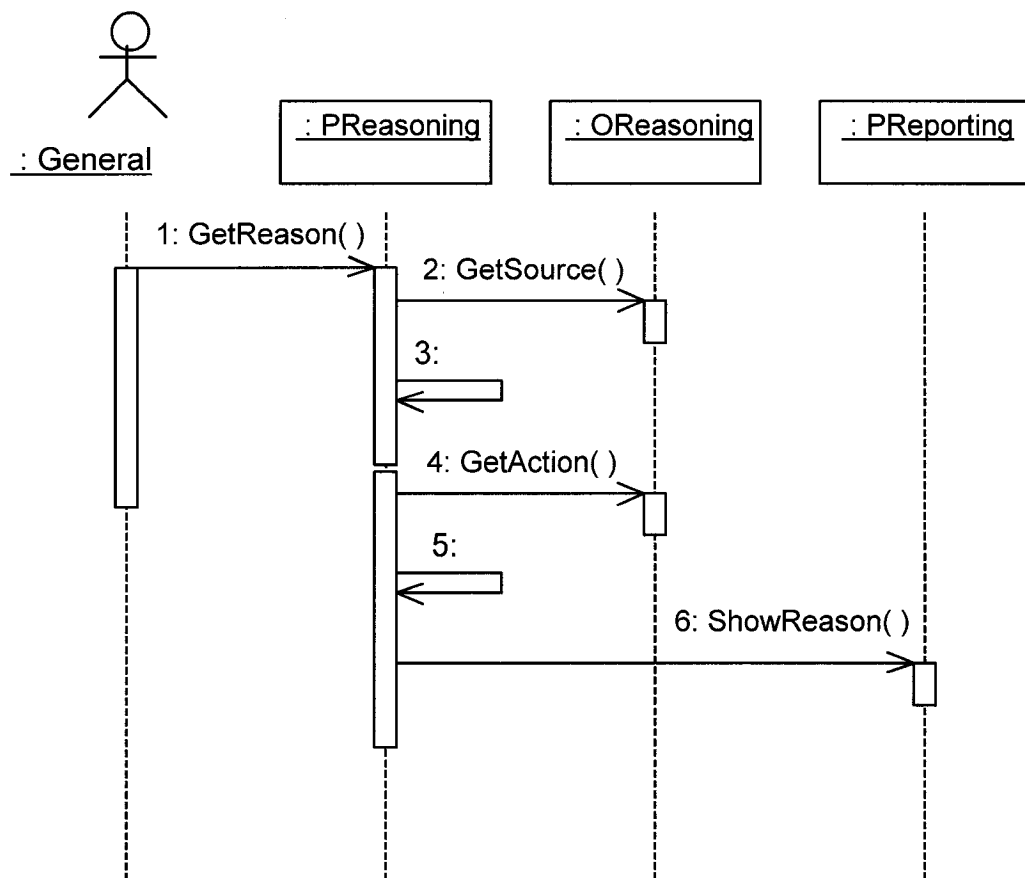 : General
: PReasoning
: OReasoning
: PReporting
1: GetReason( )
2: GetSource( )
3:
4: GetAction( )
5:
6: ShowReason( )